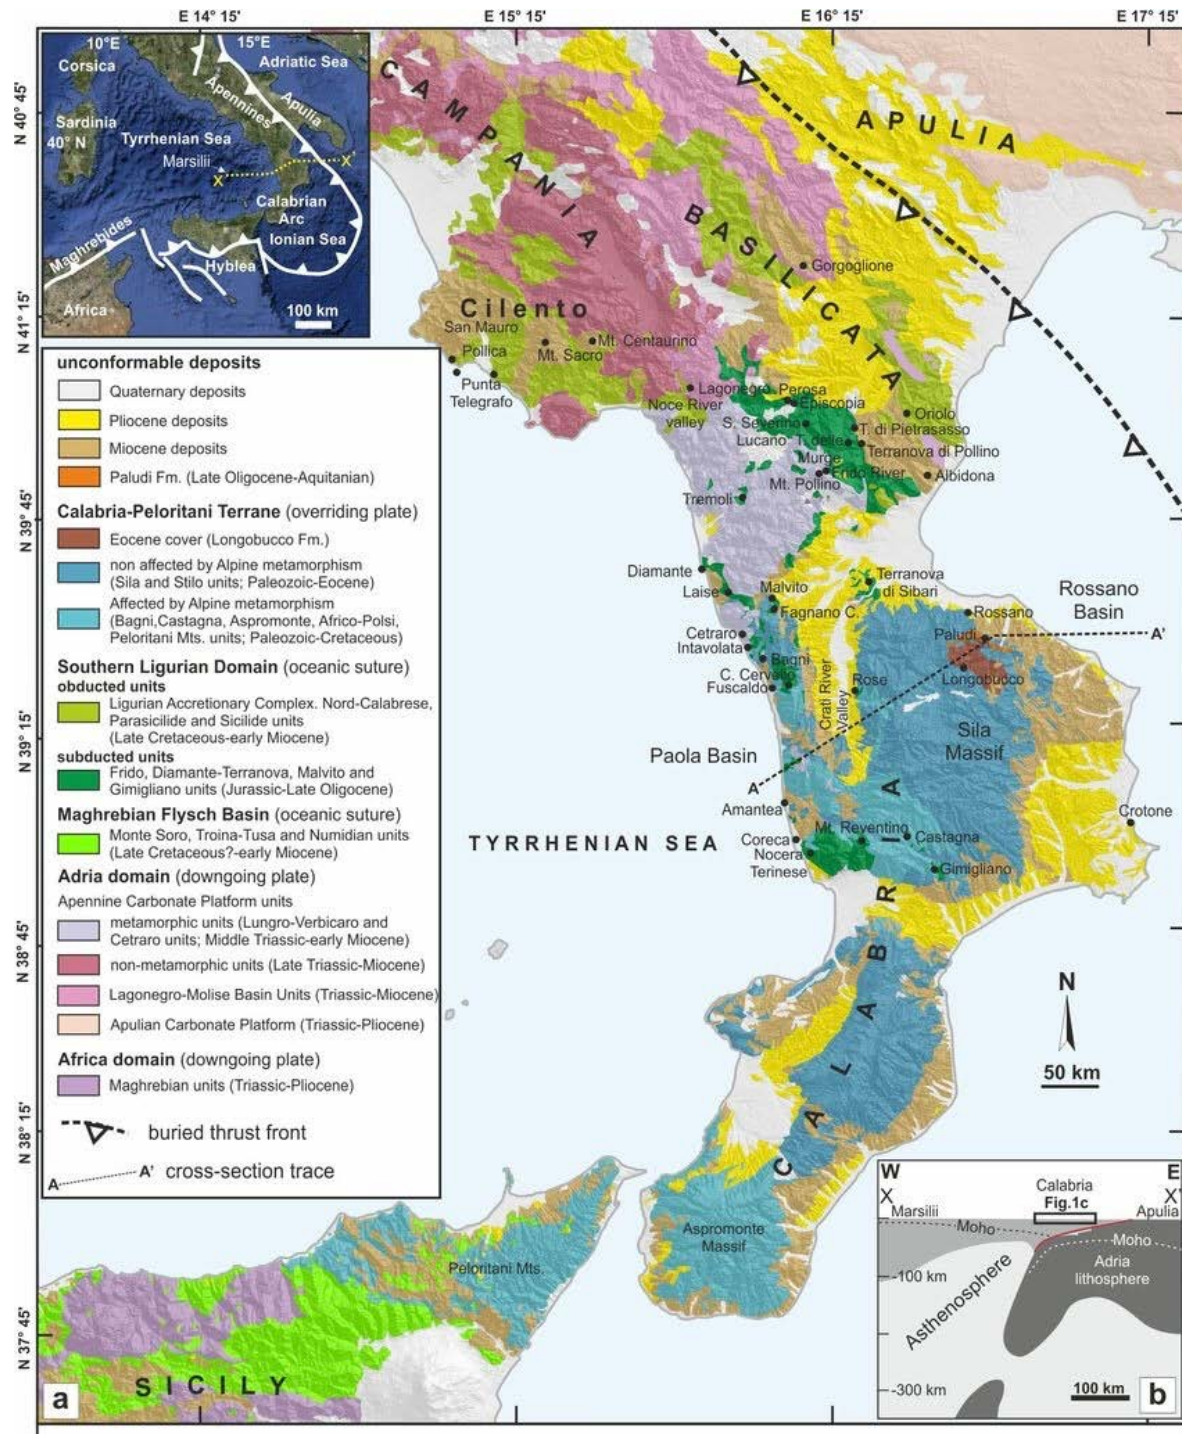 E 14° 15'
E 15° 15'
E 16° 15'
E 17° 15'
N 40° 45'
N 41° 15'
N 39° 45'
N 39° 15'
N 38° 45'
N 38° 15'
N 37° 45'
10°E
15°E
Corsica
Adriatic Sea
Apennines
Apulia
Sardinia
40° N
Tyrrhenian Sea
Marsilii
X
X'
Calabrian
Arc
Ionian Sea
Maghrebides
Hyblea
Africa
100 km
unconformable deposits
Quaternary deposits
Pliocene deposits
Miocene deposits
Paludi Fm. (Late Oligocene-Aquitanian)
Calabria-Peloritani Terrane (overriding plate)
Eocene cover (Longobucco Fm.)
non affected by Alpine metamorphism
(Sila and Stilo units; Paleozoic-Eocene)
Affected by Alpine metamorphism
(Bagni,Castagna, Aspromonte, Africo-Polsi,
Peloritani Mts. units; Paleozoic-Cretaceous)
Southern Ligurian Domain (oceanic suture)
obducted units
Ligurian Accretionary Complex. Nord-Calabrese,
Parasicilide and Sicilide units
(Late Cretaceous-early Miocene)
subducted units
Frido, Diamante-Terranova, Malvito and
Gimigliano units (Jurassic-Late Oligocene)
Maghrebian Flysch Basin (oceanic suture)
Monte Soro, Troina-Tusa and Numidian units
(Late Cretaceous?-early Miocene)
Adria domain (downgoing plate)
Apennine Carbonate Platform units
metamorphic units (Lungro-Verbicaro and
Cetraro units; Middle Triassic-early Miocene)
non-metamorphic units (Late Triassic-Miocene)
Lagonegro-Molise Basin Units (Triassic-Miocene)
Apulian Carbonate Platform (Triassic-Pliocene)
Africa domain (downgoing plate)
Maghrebian units (Triassic-Pliocene)
buried thrust front
A A' cross-section trace
CAMPANIA
APULIA
BASILICATA
Gorgoglione
Cilento
San Mauro
Mt. Centaurino
Pollica
Mt. Sacro
Punta
Telegrafo
Lagonegro
Perosa
Noce River
valley
Episcopia
S. Severino
Lucano
Oriolo
T. di Pietrasasso
T. delle
Murge
Terranova di Pollino
Frido River
Mt. Pollino
Albidona
Tremoli
Diamante
Laise
Malvito
Fagnano C.
Terranova
di Sibari
Rossano
Basin
Rossano
Paludi
A'
Cetraro
Intavolata
Bagni
C. Cervello
Fuscaldo
Crati River
Valley
Rose
Longobucco
Sila
Massif
Paola Basin
A
Amantea
Mt. Reventino
Castagna
Crotone
TYRRHENIAN SEA
Coreca
Nocera
Terinese
Gimigliano
CALABRIA
N
50 km
Aspromonte
Massif
Peloritani Mts.
SICILY
a
W
E
X
X'
Calabria
Fig.1c
Marsilii
Apulia
Moho
Moho
Adria
lithosphere
-100 km
Asthenosphere
-300 km
100 km
b